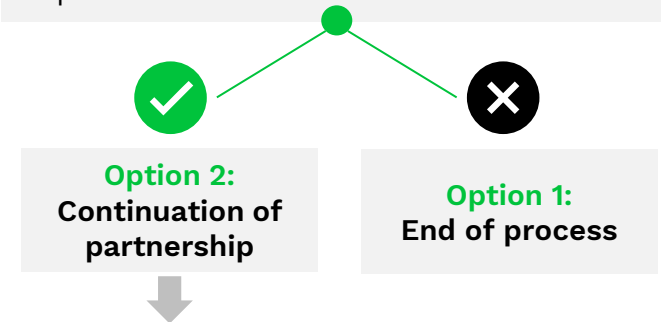 Option 2:
Continuation of
partnership
Option 1:
End of process